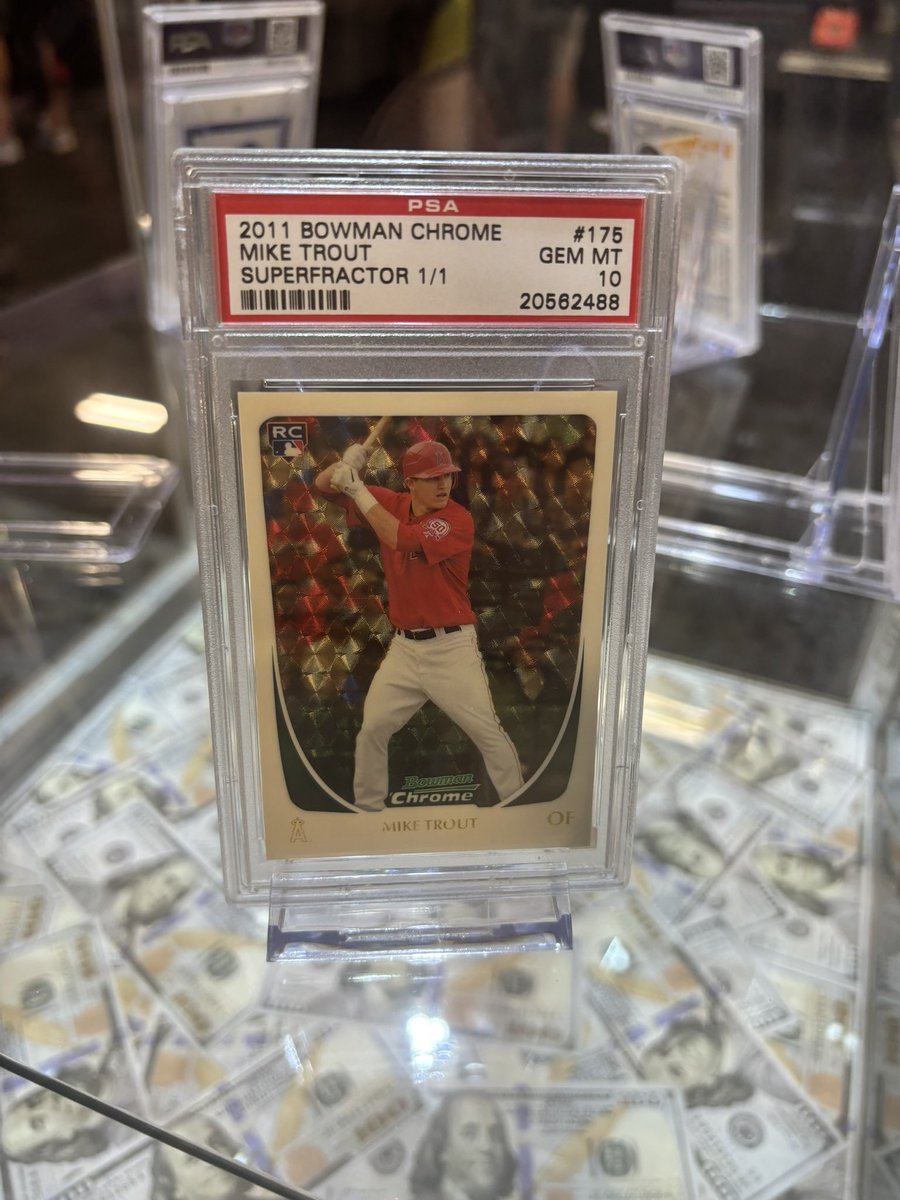 PSA
2011 BOWMAN CHROME #175
MIKE TROUT GEM MT
SUPERFRACTOR 1/1 10
20562488
RC
50
Bowman
Chrome
A
MIKE TROUT OF